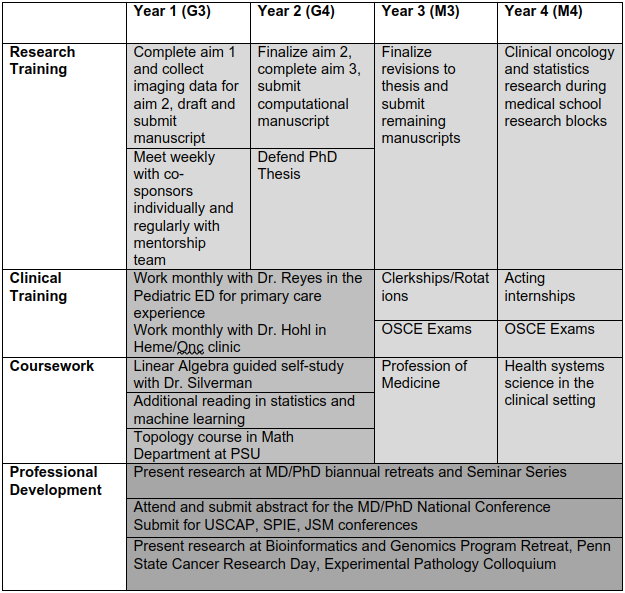 Year 1 (G3) Year 2 (G4) Year 3 (M3) Year 4 (M4)
Research
Training
Complete aim 1
and collect
imaging data for
aim 2, draft and
submit
manuscript
Finalize aim 2,
complete aim 3,
submit
computational
manuscript
Finalize
revisions to
thesis and
submit
remaining
manuscripts
Clinical oncology
and statistics
research during
medical school
research blocks
Meet weekly
with co-
sponsors
individually and
regularly with
mentorship
team
Defend PhD
Thesis
Clinical
Training
Work monthly with Dr. Reyes in the
Pediatric ED for primary care
experience
Work monthly with Dr. Hohl in
Heme/Onc clinic
Clerkships/Rotat
ions
Acting
internships
OSCE Exams
OSCE Exams
Coursework
Linear Algebra guided self-study
with Dr. Silverman
Additional reading in statistics and
machine learning
Topology course in Math
Department at PSU
Profession of
Medicine
Health systems
science in the
clinical setting
Professional
Development
Present research at MD/PhD biannual retreats and Seminar Series
Attend and submit abstract for the MD/PhD National Conference
Submit for USCAP, SPIE, JSM conferences
Present research at Bioinformatics and Genomics Program Retreat, Penn
State Cancer Research Day, Experimental Pathology Colloquium